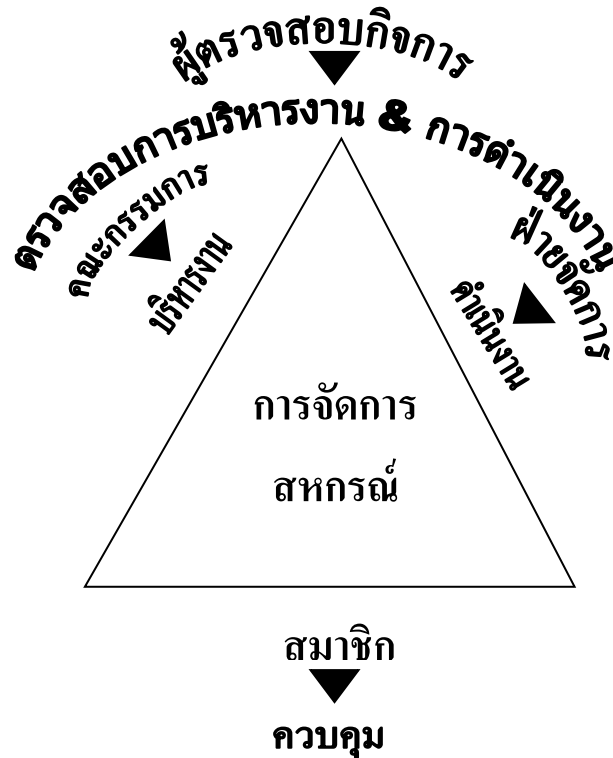 ผู้ตรวจสอบกิจการ
ตรวจสอบการบริหารงาน & การดำเนินงาน
คณะกรรมการ
บริหารงาน
ฝ่ายจัดการ
ดำเนินงาน
การจัดการ
สหกรณ์
สมาชิก
ควบคุม